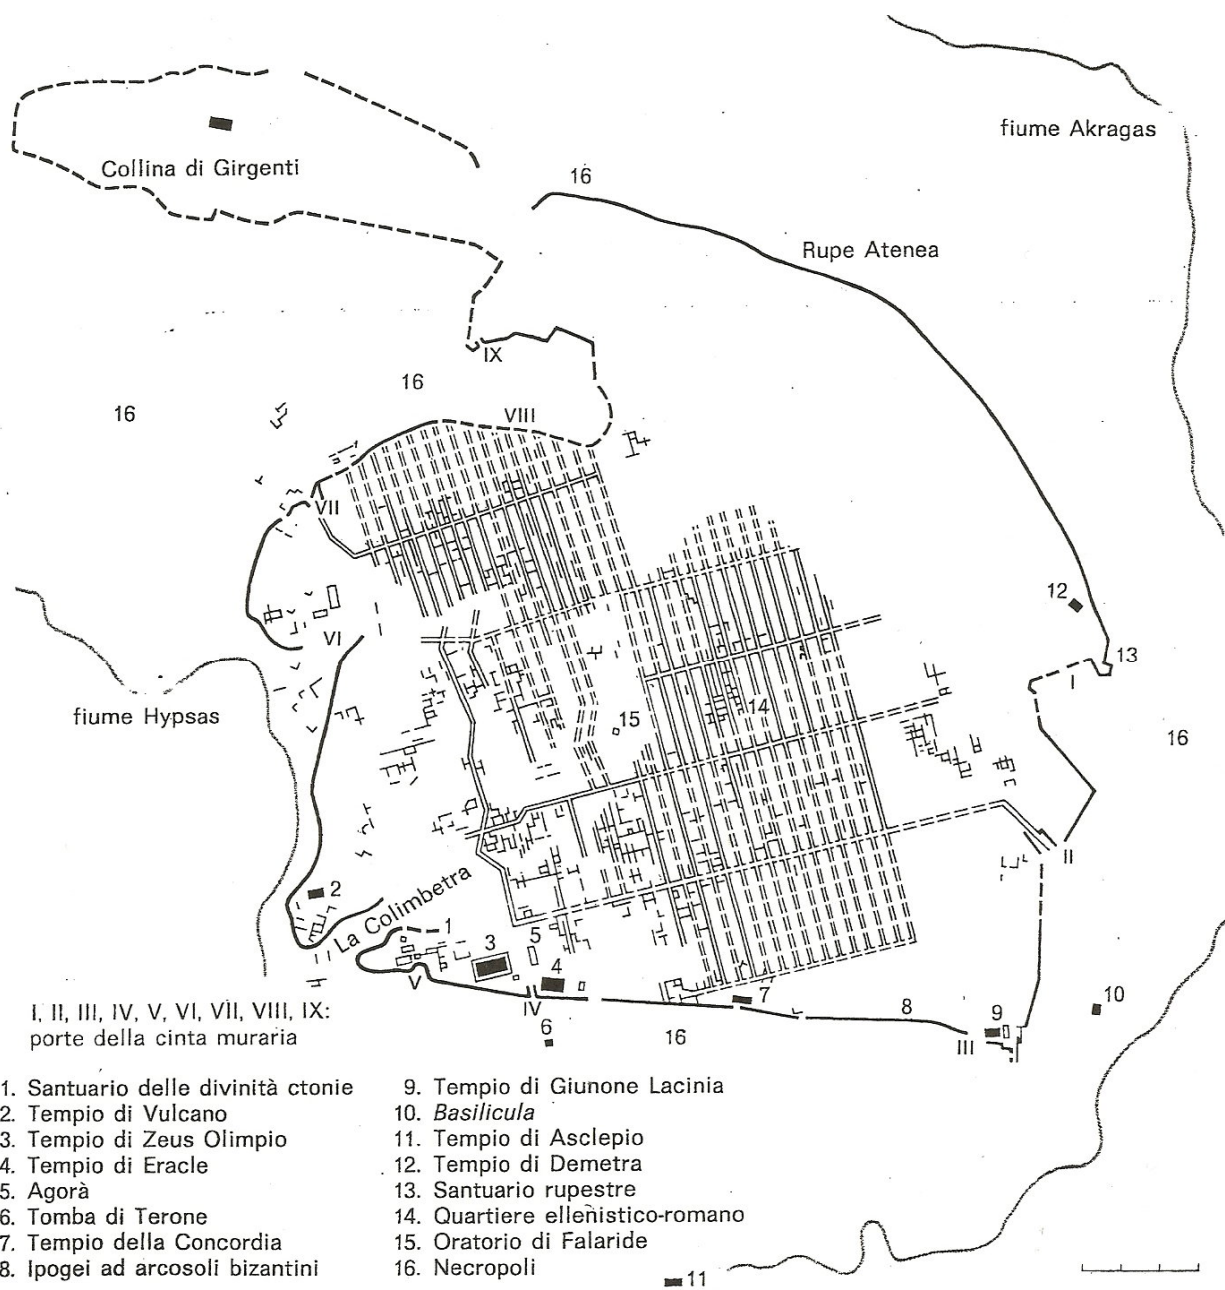 fiume Akragas
Collina di Girgenti
16
Rupe Atenea
IX
16
16
VIII
VII
12
VI
13
I
fiume Hypsas
15
14
16
II
2
La Colimbetra
1
3
5
4
V
IV
7
8
9
10
6
16
III
I, II, III, IV, V, VI, VII, VIII, IX:
porte della cinta muraria
1. Santuario delle divinità ctonie
2. Tempio di Vulcano
3. Tempio di Zeus Olimpio
4. Tempio di Eracle
5. Agorà
6. Tomba di Terone
7. Tempio della Concordia
8. Ipogei ad arcosoli bizantini
9. Tempio di Giunone Lacinia
10. Basilicula
11. Tempio di Asclepio
12. Tempio di Demetra
13. Santuario rupestre
14. Quartiere ellenistico-romano
15. Oratorio di Falaride
16. Necropoli
11